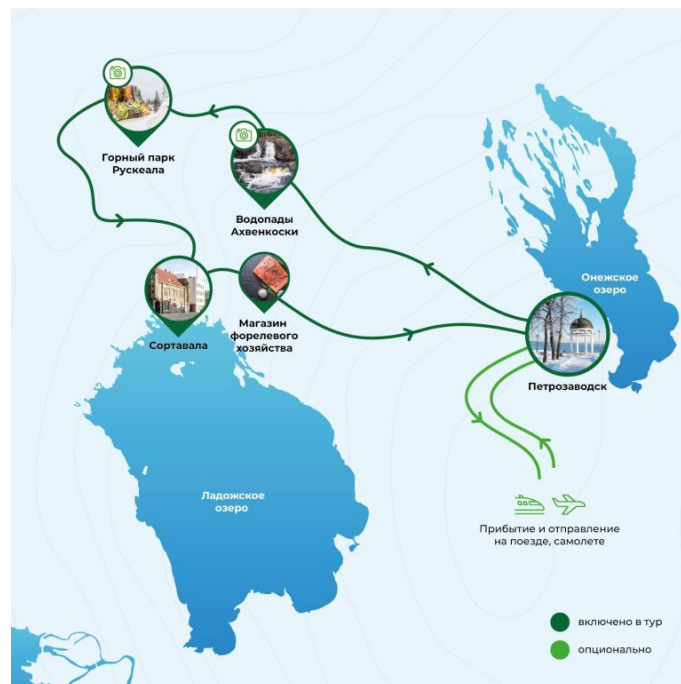 Горный парк
Рускеала
Водопады
Ахвенкоски
Онежское
озеро
Сортавала
Магазин
форелевого
хозяйства
Петрозаводск
Ладожское
озеро
Прибытие и отправление
на поезде, самолете
включено в тур
опционально